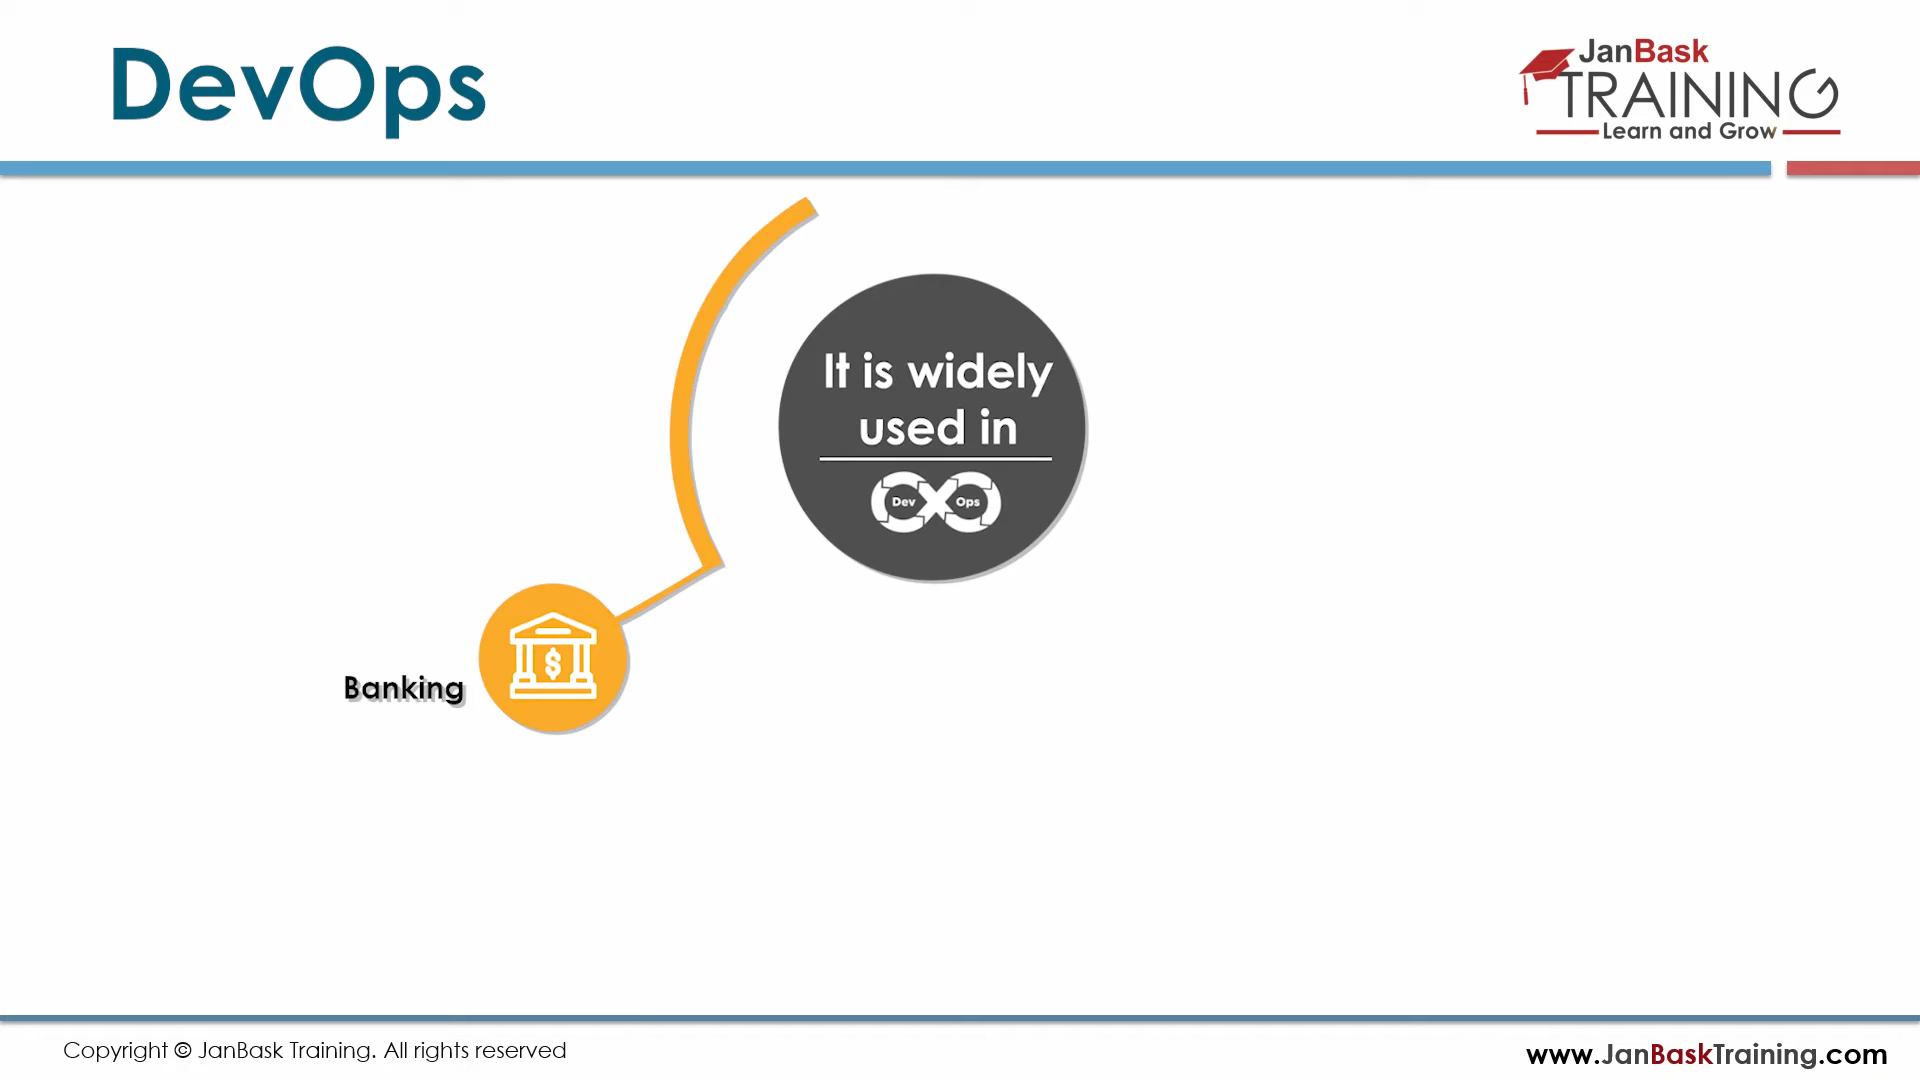 DevOps
JanBask
TRAINING
Learn and Grow
It is widely
used in
Dev Ops
$
Banking
Copyright © JanBask Training. All rights reserved
www.JanBaskTraining.com